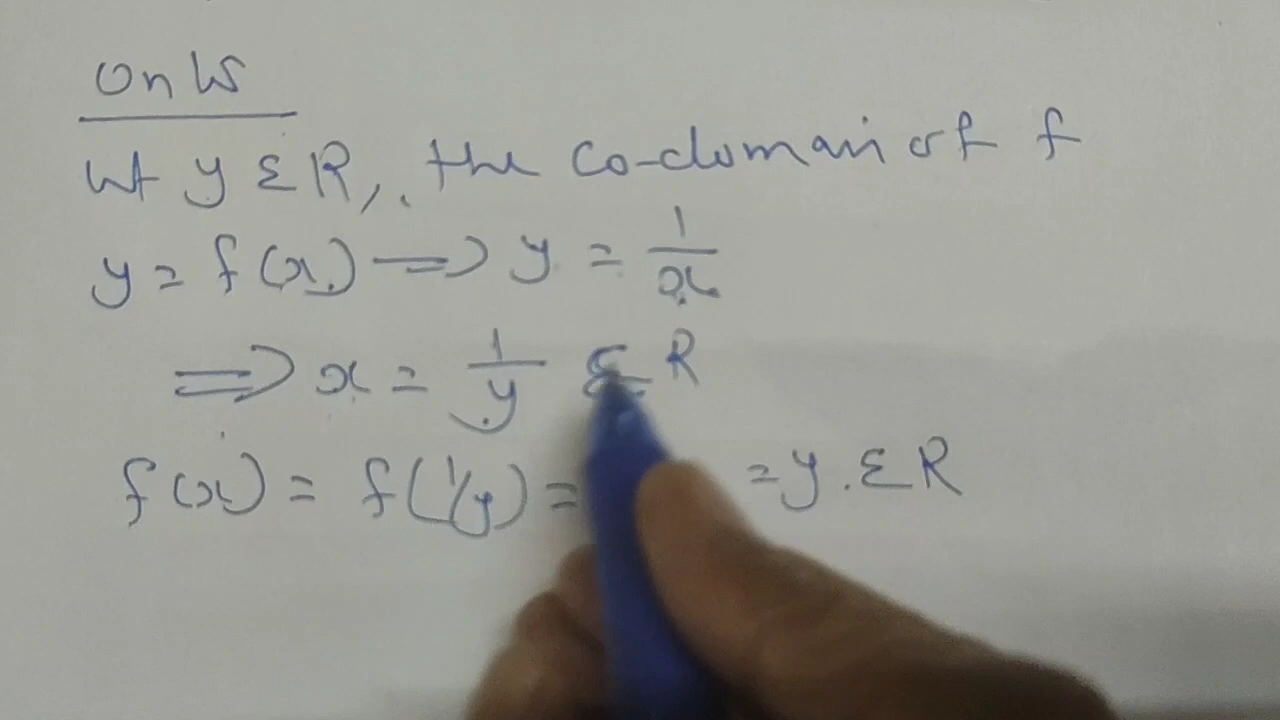 onto
let y ∈ R, the co-domain of f
y = f(x) ⟹ y = 1/x
⟹ x = 1/y ∈ R
f(x) = f(1/y) = = y ∈ R